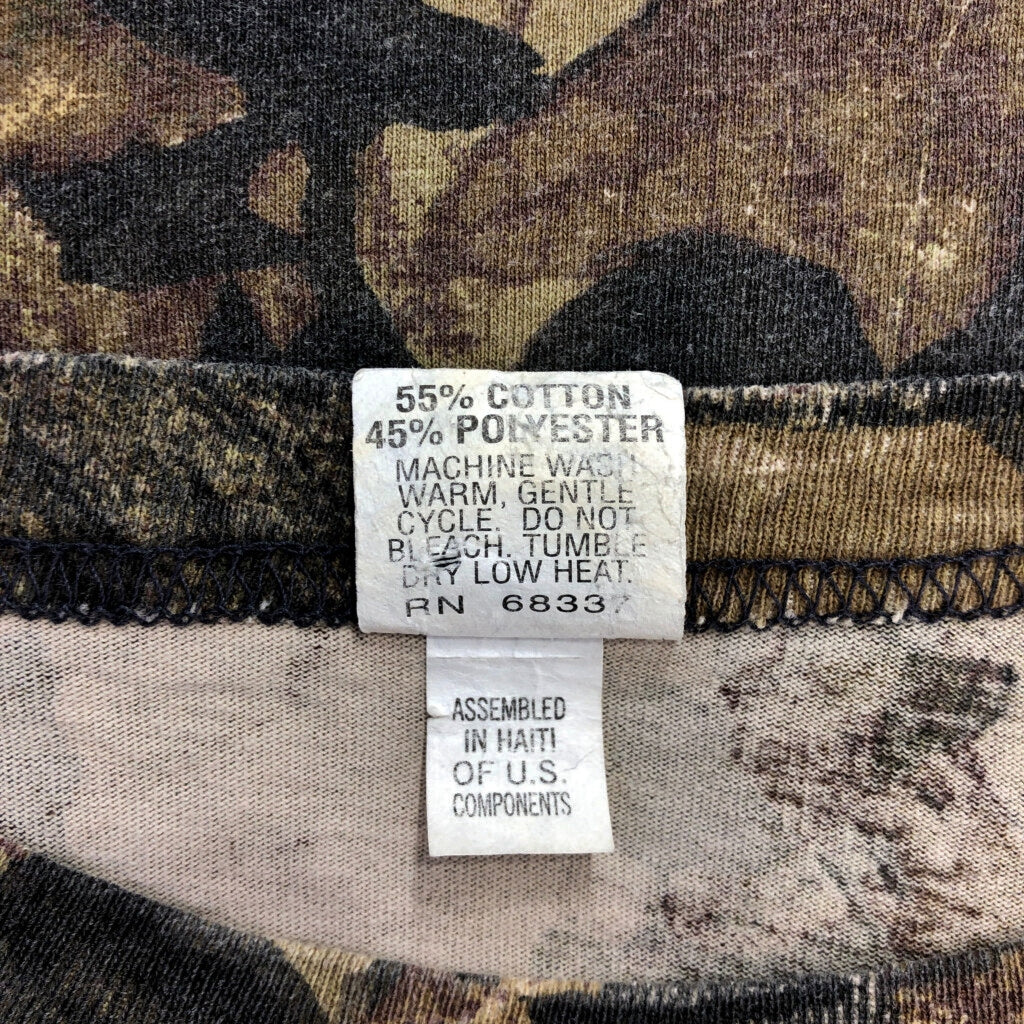 55% COTTON
45% POLYESTER
MACHINE WASH
WARM, GENTLE
CYCLE. DO NOT
BLEACH. TUMBLE
DRY LOW HEAT.
RN 68337
ASSEMBLED
IN HAITI
OF U.S.
COMPONENTS